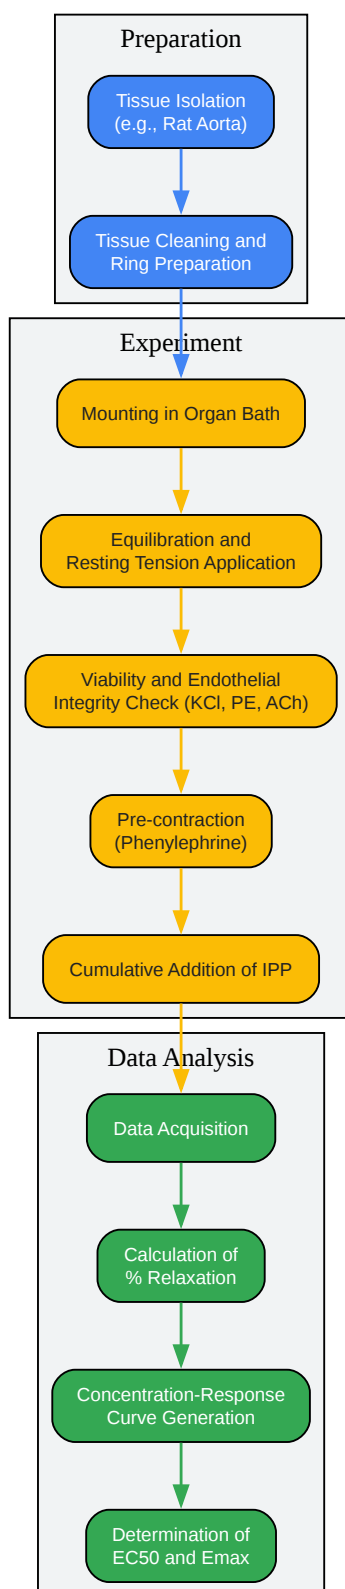 Preparation
Tissue Isolation
(e.g., Rat Aorta)
Tissue Cleaning and
Ring Preparation
Experiment
Mounting in Organ Bath
Equilibration and
Resting Tension Application
Viability and Endothelial
Integrity Check (KCl, PE, ACh)
Pre-contraction
(Phenylephrine)
Cumulative Addition of IPP
Data Analysis
Data Acquisition
Calculation of
% Relaxation
Concentration-Response
Curve Generation
Determination of
EC50 and Emax